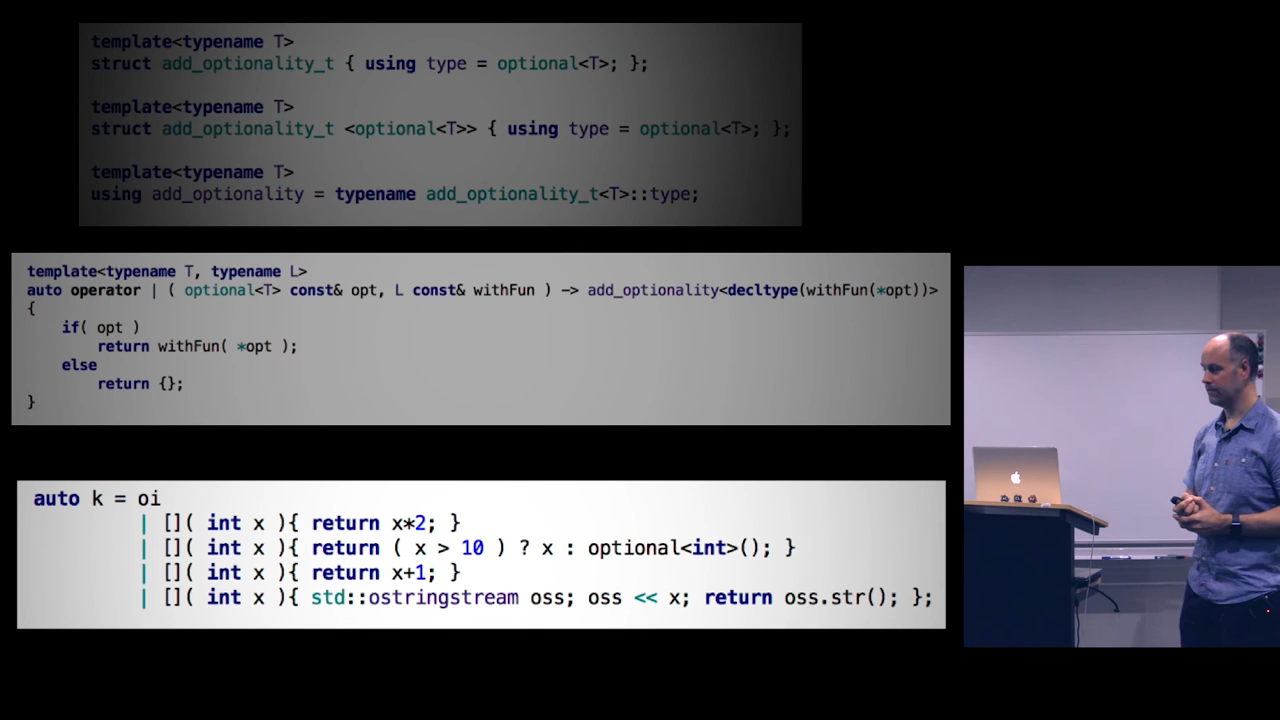 template<typename T>
struct add_optionality_t { using type = optional<T>; };
template<typename T>
struct add_optionality_t <optional<T>> { using type = optional<T>; };
template<typename T>
using add_optionality = typename add_optionality_t<T>::type;
template<typename T, typename L>
auto operator | ( optional<T> const& opt, L const& withFun ) -> add_optionality<decltype(withFun(*opt))>
{
if( opt )
return withFun( *opt );
else
return {};
}
auto k = oi
| []( int x ){ return x*2; }
| []( int x ){ return ( x > 10 ) ? x : optional<int>(); }
| []( int x ){ return x+1; }
| []( int x ){ std::ostringstream oss; oss << x; return oss.str(); };